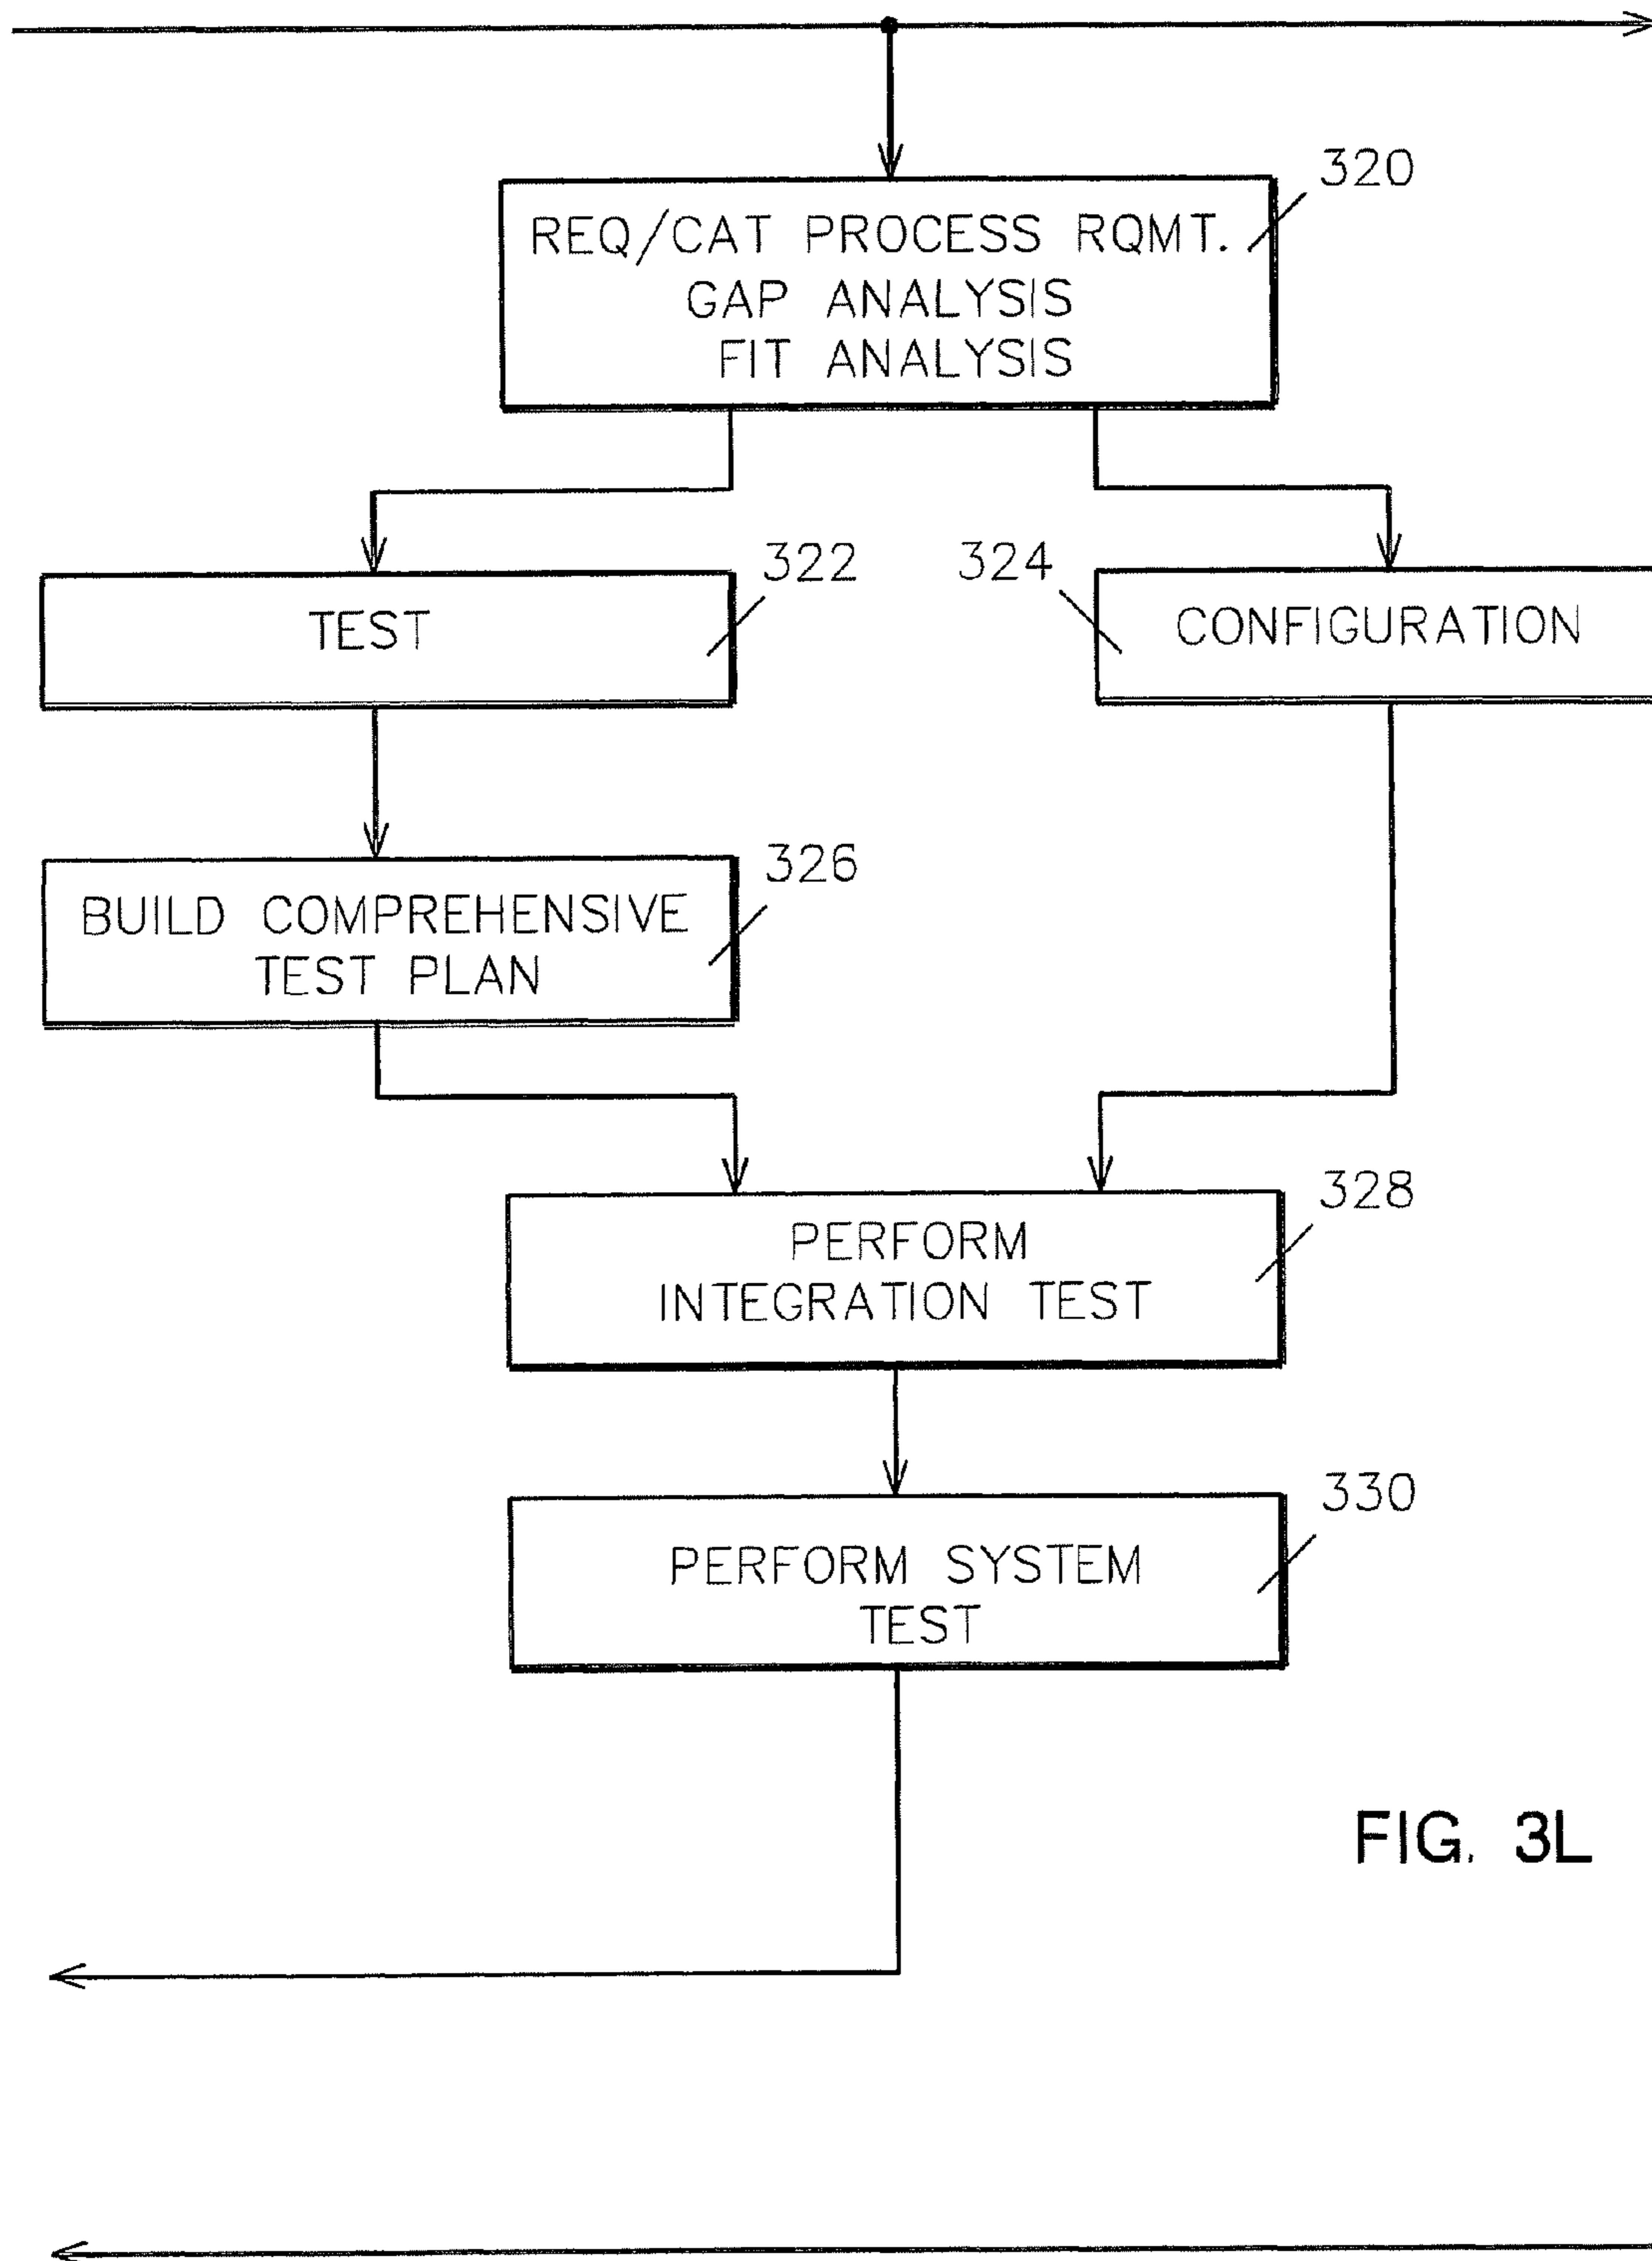 320
REQ/CAT PROCESS RQMT.
GAP ANALYSIS
FIT ANALYSIS
322
324
TEST
CONFIGURATION
326
BUILD COMPREHENSIVE
TEST PLAN
328
PERFORM
INTEGRATION TEST
330
PERFORM SYSTEM
TEST
FIG. 3L